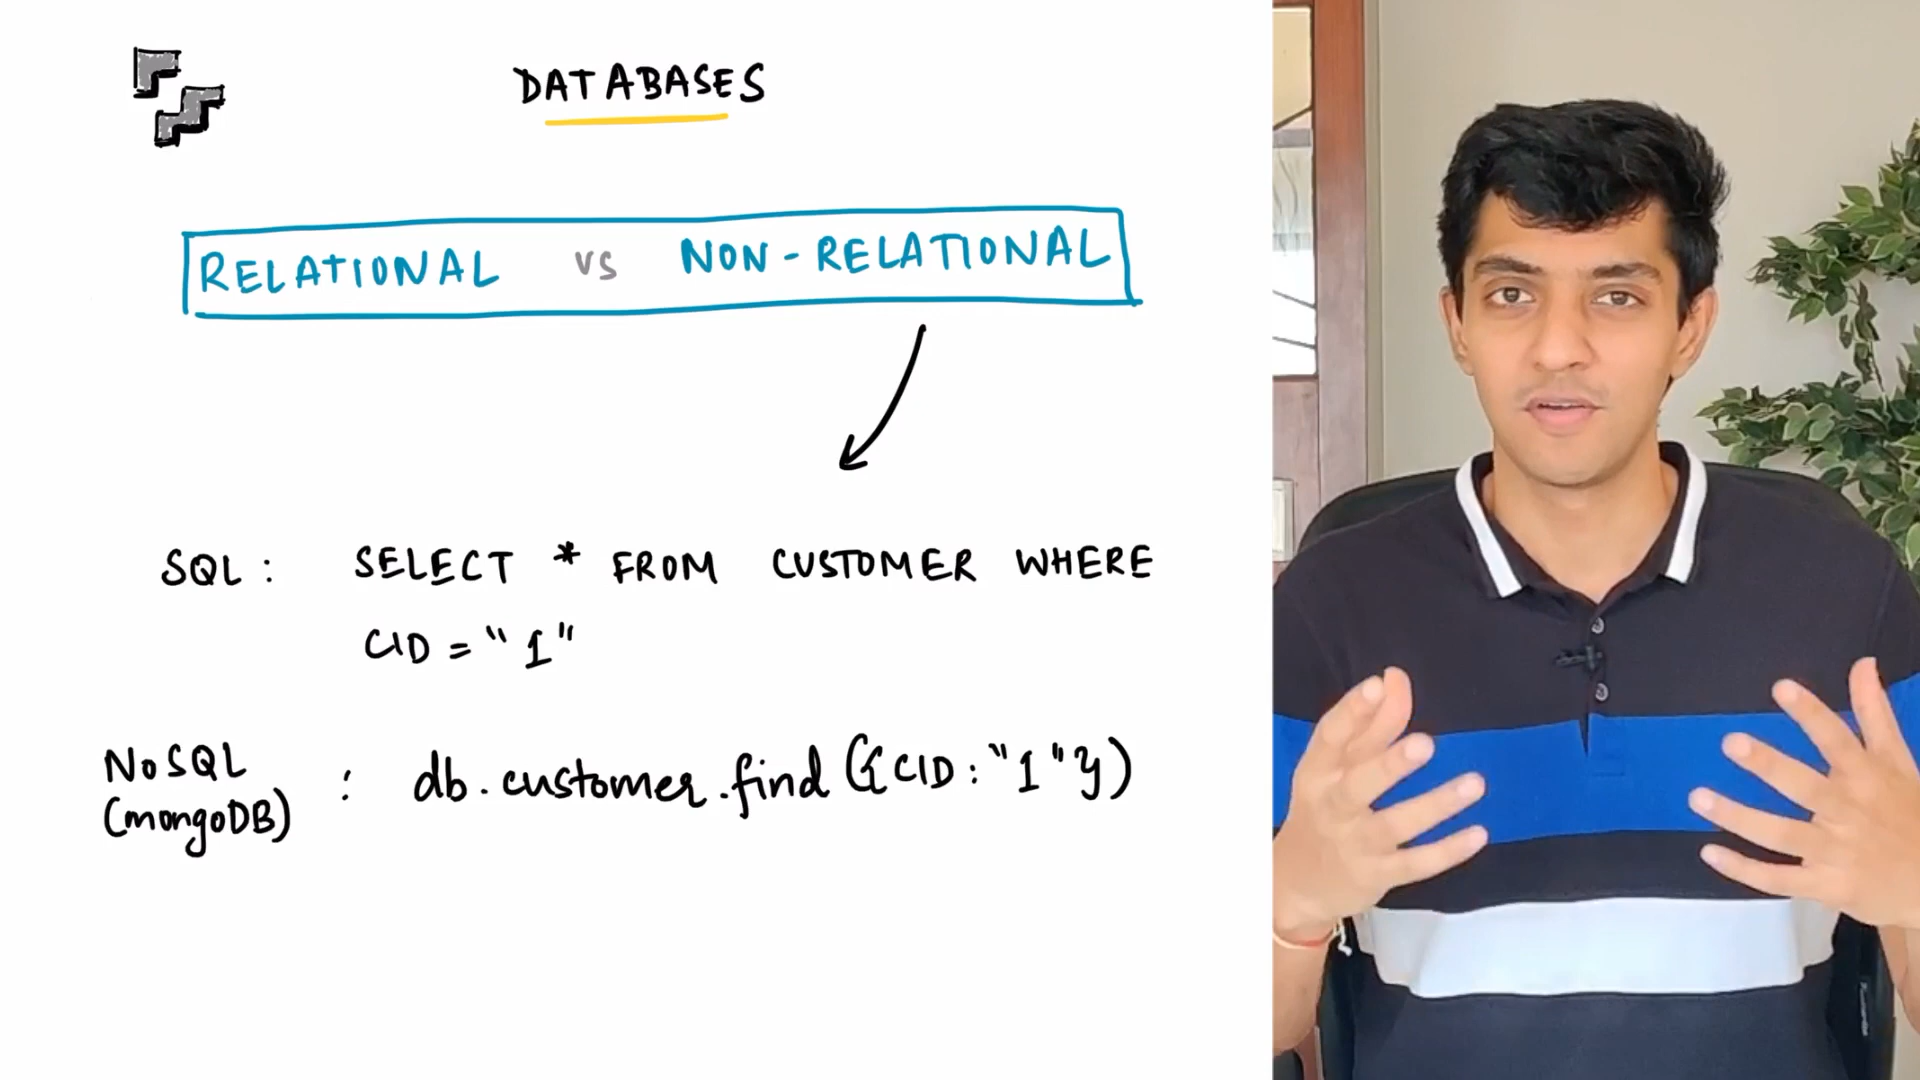 DATABASES
RELATIONAL vs NON-RELATIONAL
SQL: SELECT * FROM CUSTOMER WHERE
CID = "1"
NoSQL
(mongoDB) : db.customer.find({CID:"1"})